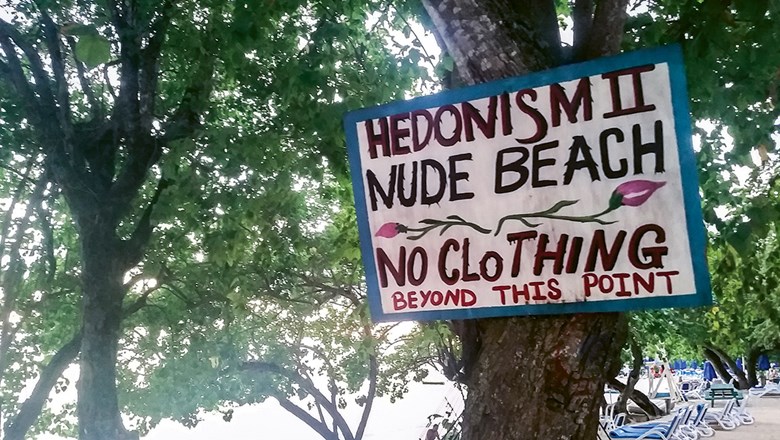 HEDONISM II
NUDE BEACH
NO CLOTHING
BEYOND THIS POINT